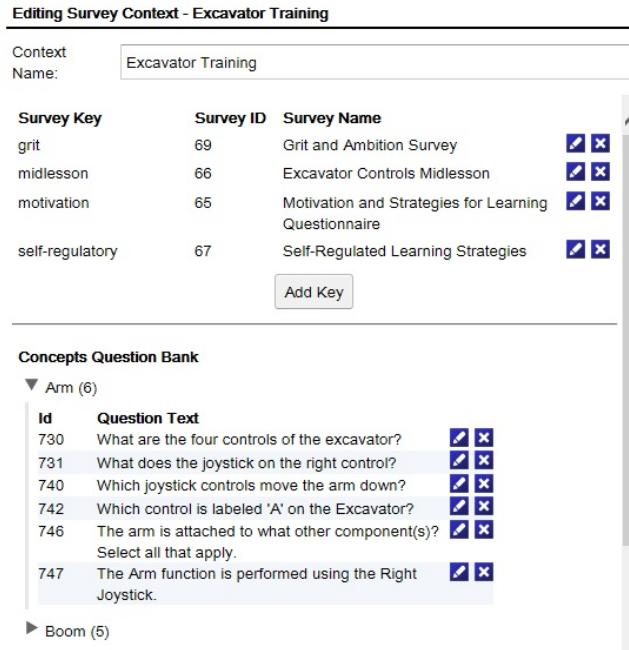 Editing Survey Context - Excavator Training
Context
Name:
Excavator Training
Survey Key Survey ID Survey Name
grit 69 Grit and Ambition Survey
midlesson 66 Excavator Controls Midlesson
motivation 65 Motivation and Strategies for Learning
Questionnaire
self-regulatory 67 Self-Regulated Learning Strategies
Add Key
Concepts Question Bank
Arm (6)
Id Question Text
730 What are the four controls of the excavator?
731 What does the joystick on the right control?
740 Which joystick controls move the arm down?
742 Which control is labeled 'A' on the Excavator?
746 The arm is attached to what other component(s)?
Select all that apply.
747 The Arm function is performed using the Right
Joystick.
Boom (5)